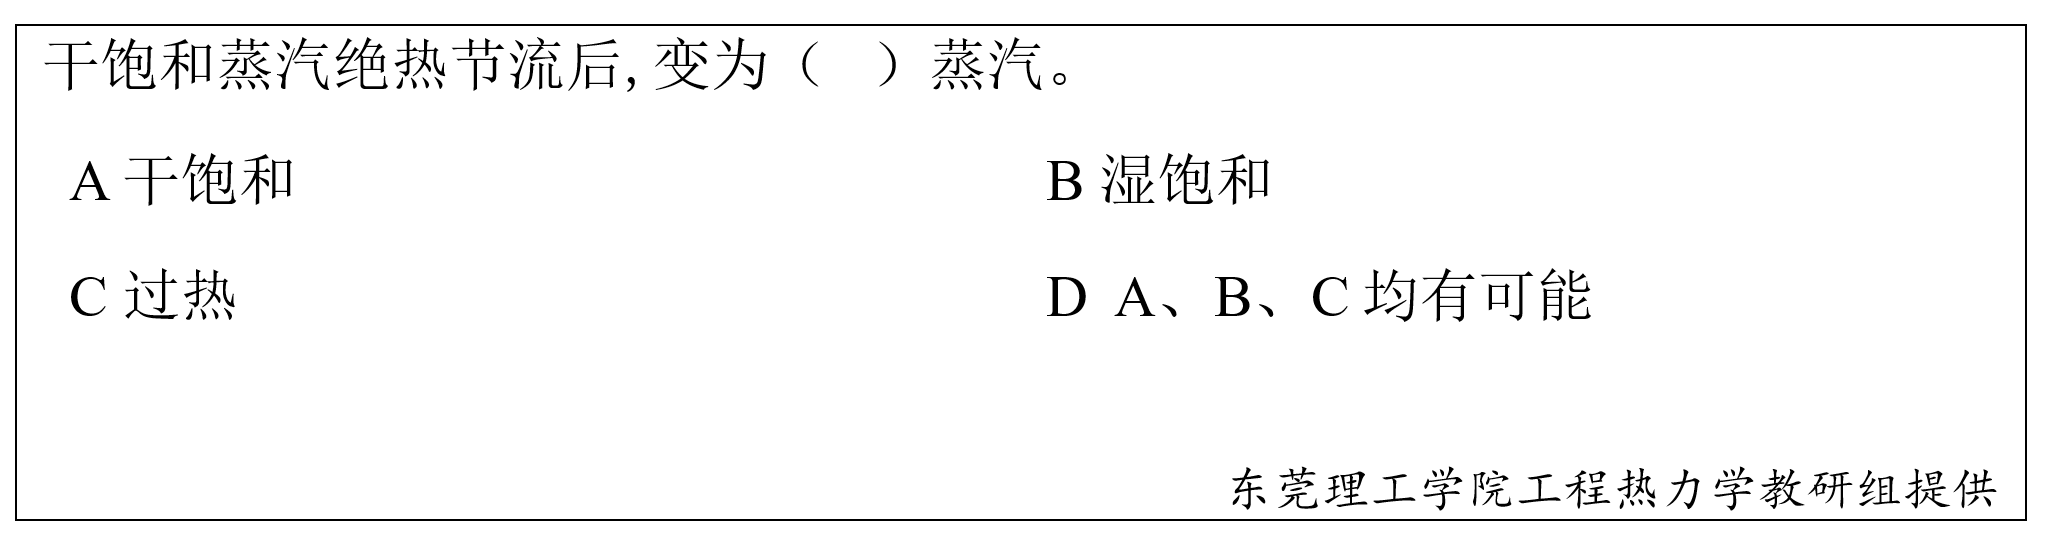 干饱和蒸汽绝热节流后,变为（ ）蒸汽。
A 干饱和 B 湿饱和
C 过热 D A、B、C 均有可能
东莞理工学院工程热力学教研组提供